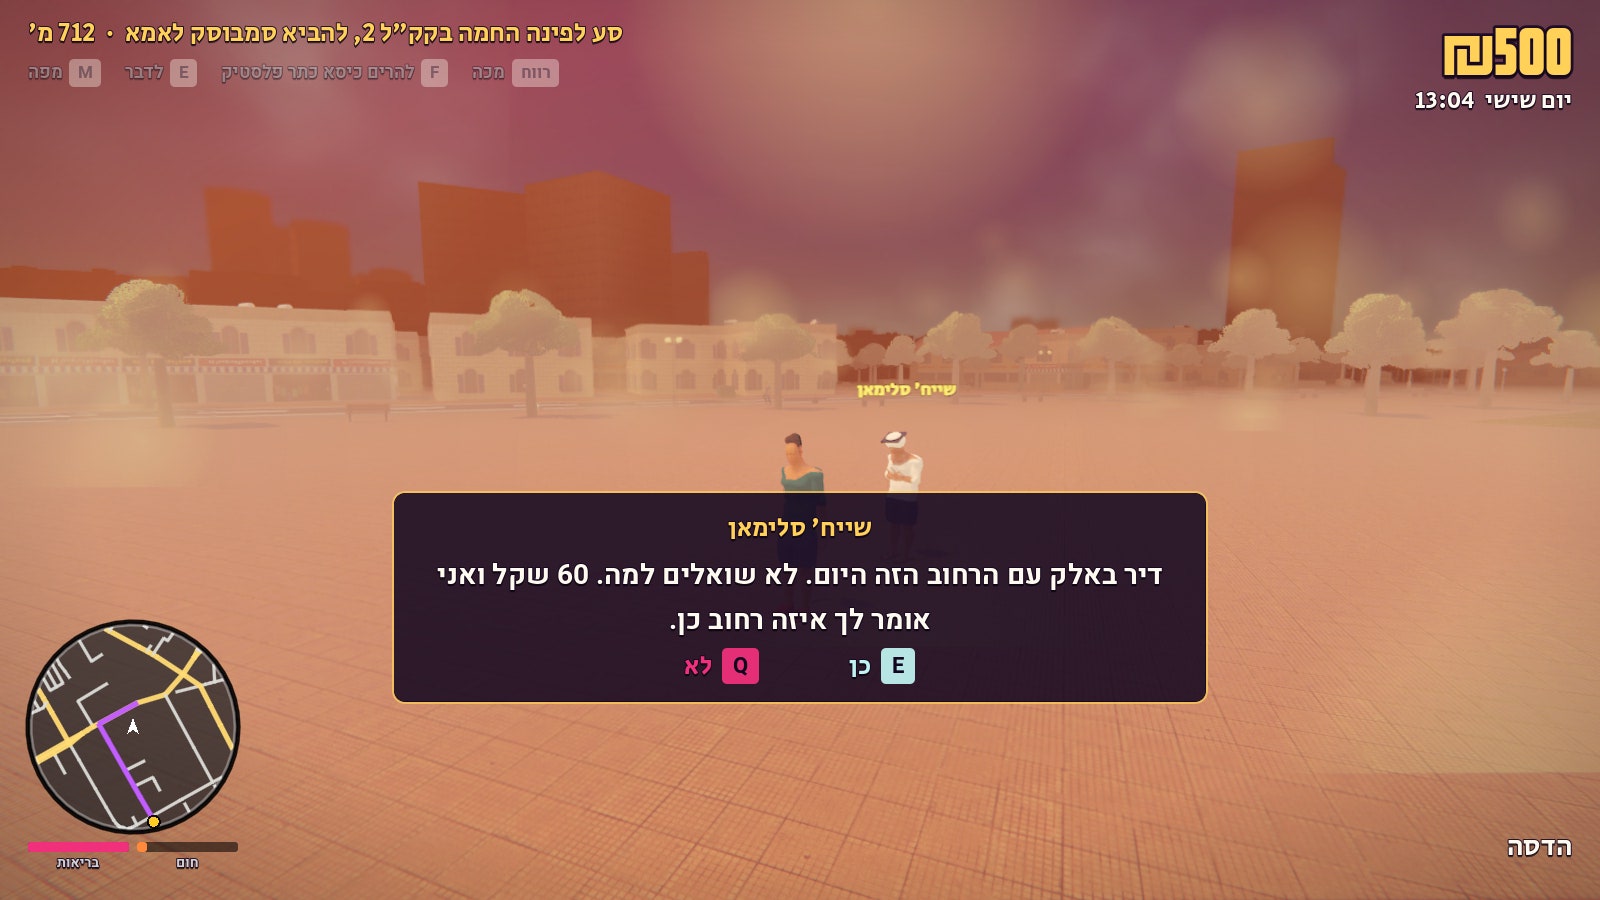 סע לפינה החמה בקק״ל 2, להביא סמבוסק לאמא · 712 מ׳
רווח מכה F להרים כיסא כתר פלסטיק E לדבר M מפה
₪500
יום שישי 13:04
שייח׳ סלימאן
שייח׳ סלימאן
דיר באלק עם הרחוב הזה היום. לא שואלים למה. 60 שקל ואני
אומר לך איזה רחוב כן.
E כן Q לא
בריאות חום
הדסה